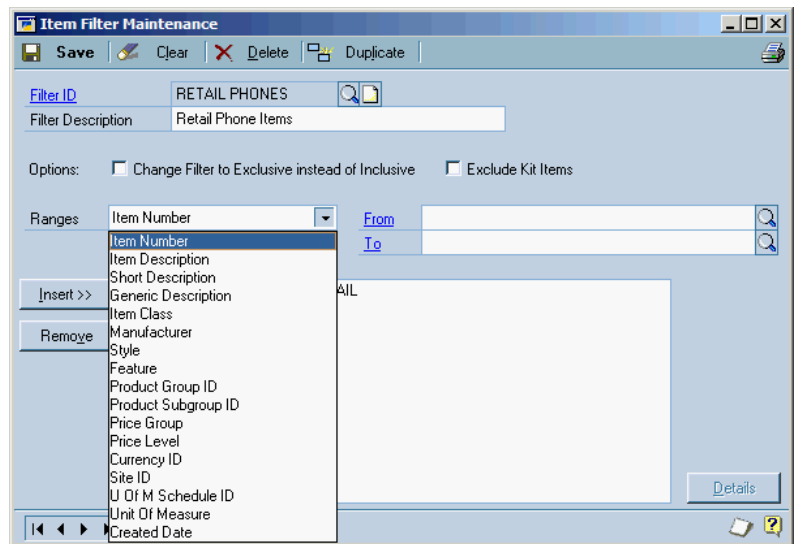 Item Filter Maintenance
Save Clear Delete Duplicate
Filter ID RETAIL PHONES
Filter Description Retail Phone Items
Options: Change Filter to Exclusive instead of Inclusive Exclude Kit Items
Ranges Item Number From
To
Item Number
Item Description
Short Description
Insert >> Generic Description AIL
Item Class
Remove Manufacturer
Style
Feature
Product Group ID
Product Subgroup ID
Price Group
Price Level
Currency ID
Site ID
U Of M Schedule ID Details
Unit Of Measure
Created Date